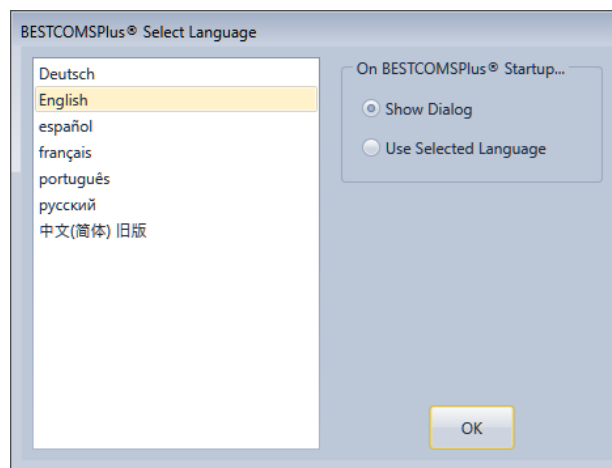 BESTCOMSPlus® Select Language
Deutsch
English
español
français
português
русский
中文(简体) 旧版
On BESTCOMSPlus® Startup...
Show Dialog
Use Selected Language
OK